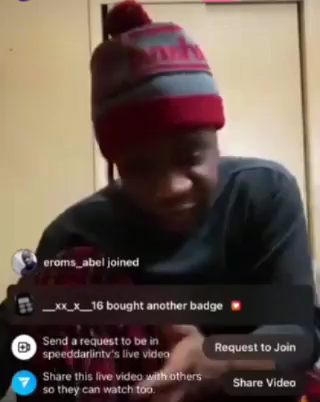 eroms_abel joined
__xx_x__16 bought another badge
Send a request to be in
speeddarlintv's live video
Request to Join
Share this live video with others
so they can watch too.
Share Video